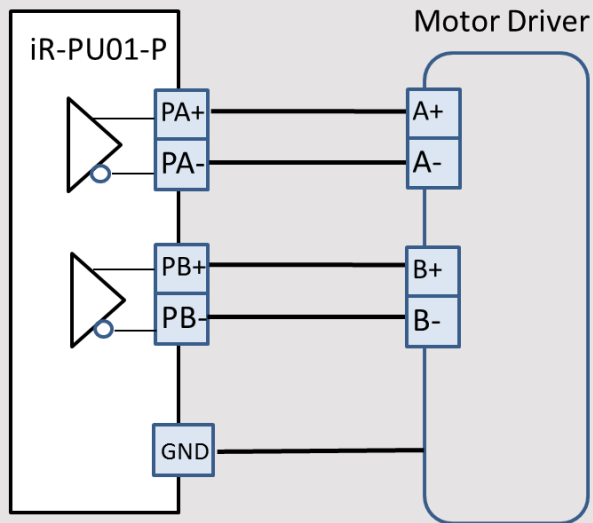 Motor Driver
iR-PU01-P
PA+ A+
PA- A-
PB+ B+
PB- B-
GND